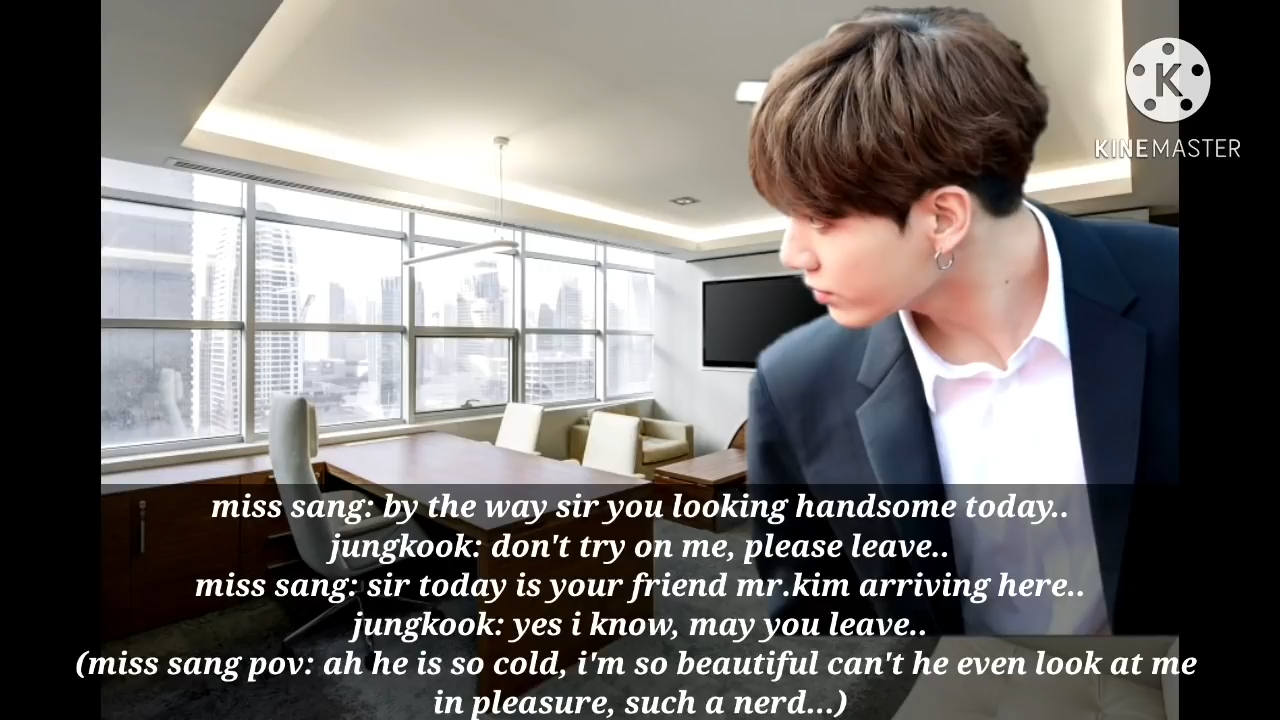 K
KINEMASTER
miss sang: by the way sir you looking handsome today..
jungkook: don't try on me, please leave..
miss sang: sir today is your friend mr.kim arriving here..
jungkook: yes i know, may you leave..
(miss sang pov: ah he is so cold, i'm so beautiful can't he even look at me
in pleasure, such a nerd...)